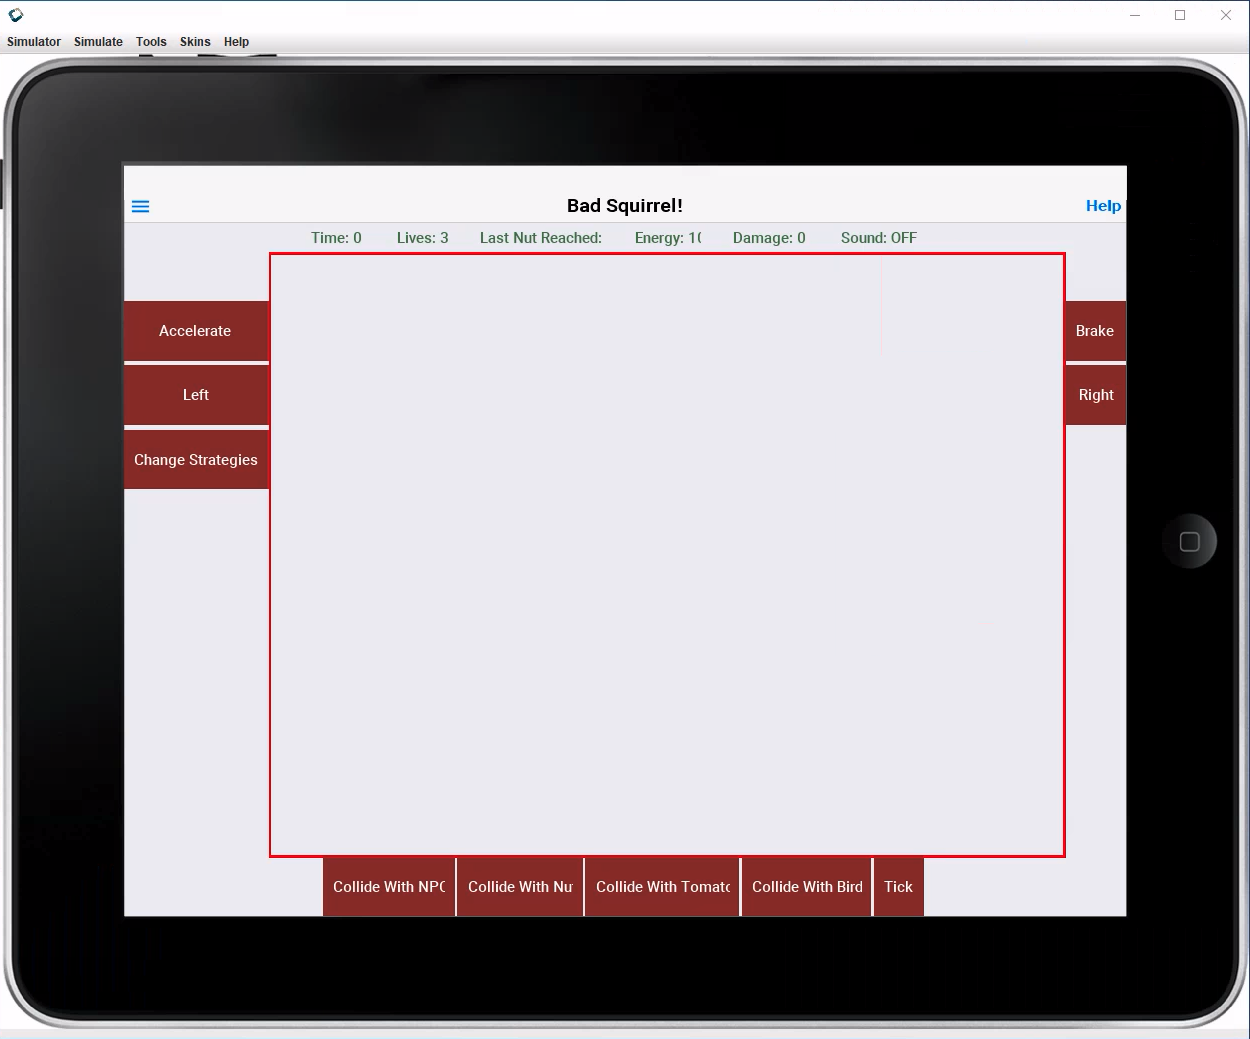 Simulator Simulate Tools Skins Help
Bad Squirrel! Help
Time: 0 Lives: 3 Last Nut Reached: Energy: 10 Damage: 0 Sound: OFF
Accelerate Brake
Left Right
Change Strategies
Collide With NPC Collide With Nu Collide With Tomato Collide With Bird Tick